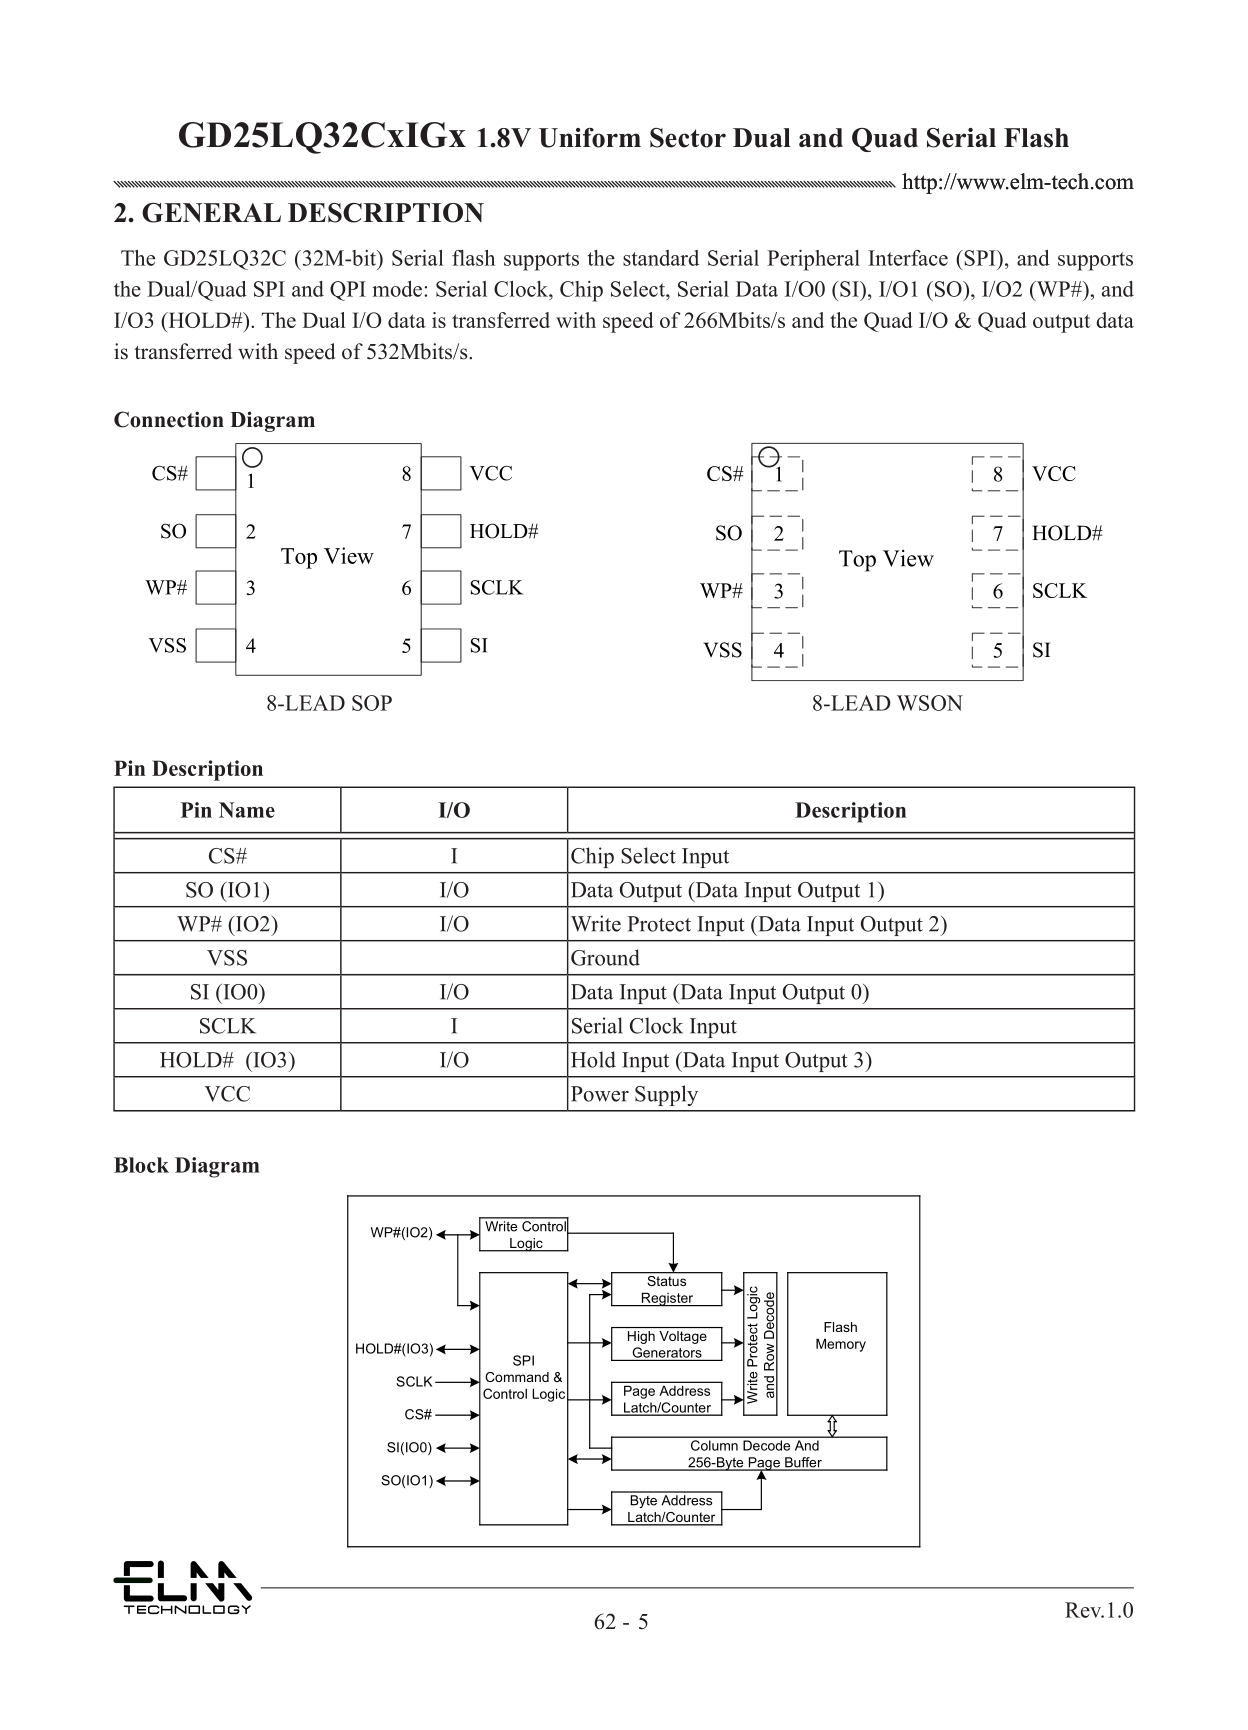 GD25LQ32CxIGx 1.8V Uniform Sector Dual and Quad Serial Flash
http://www.elm-tech.com
2. GENERAL DESCRIPTION
The GD25LQ32C (32M-bit) Serial flash supports the standard Serial Peripheral Interface (SPI), and supports
the Dual/Quad SPI and QPI mode: Serial Clock, Chip Select, Serial Data I/O0 (SI), I/O1 (SO), I/O2 (WP#), and
I/O3 (HOLD#). The Dual I/O data is transferred with speed of 266Mbits/s and the Quad I/O & Quad output data
is transferred with speed of 532Mbits/s.
Connection Diagram
CS# 1 8 VCC
SO 2 7 HOLD#
Top View
WP# 3 6 SCLK
VSS 4 5 SI
8-LEAD SOP
CS# 1 8 VCC
SO 2 7 HOLD#
Top View
WP# 3 6 SCLK
VSS 4 5 SI
8-LEAD WSON
Pin Description
Pin Name I/O Description
CS# I Chip Select Input
SO (IO1) I/O Data Output (Data Input Output 1)
WP# (IO2) I/O Write Protect Input (Data Input Output 2)
VSS Ground
SI (IO0) I/O Data Input (Data Input Output 0)
SCLK I Serial Clock Input
HOLD# (IO3) I/O Hold Input (Data Input Output 3)
VCC Power Supply
Block Diagram
WP#(IO2)
HOLD#(IO3)
SCLK
CS#
SI(IO0)
SO(IO1)
Write Control
Logic
SPI
Command &
Control Logic
Status
Register
High Voltage
Generators
Page Address
Latch/Counter
Write Protect Logic
and Row Decode
Flash
Memory
Column Decode And
256-Byte Page Buffer
Byte Address
Latch/Counter
ELM
TECHNOLOGY
62 - 5
Rev.1.0